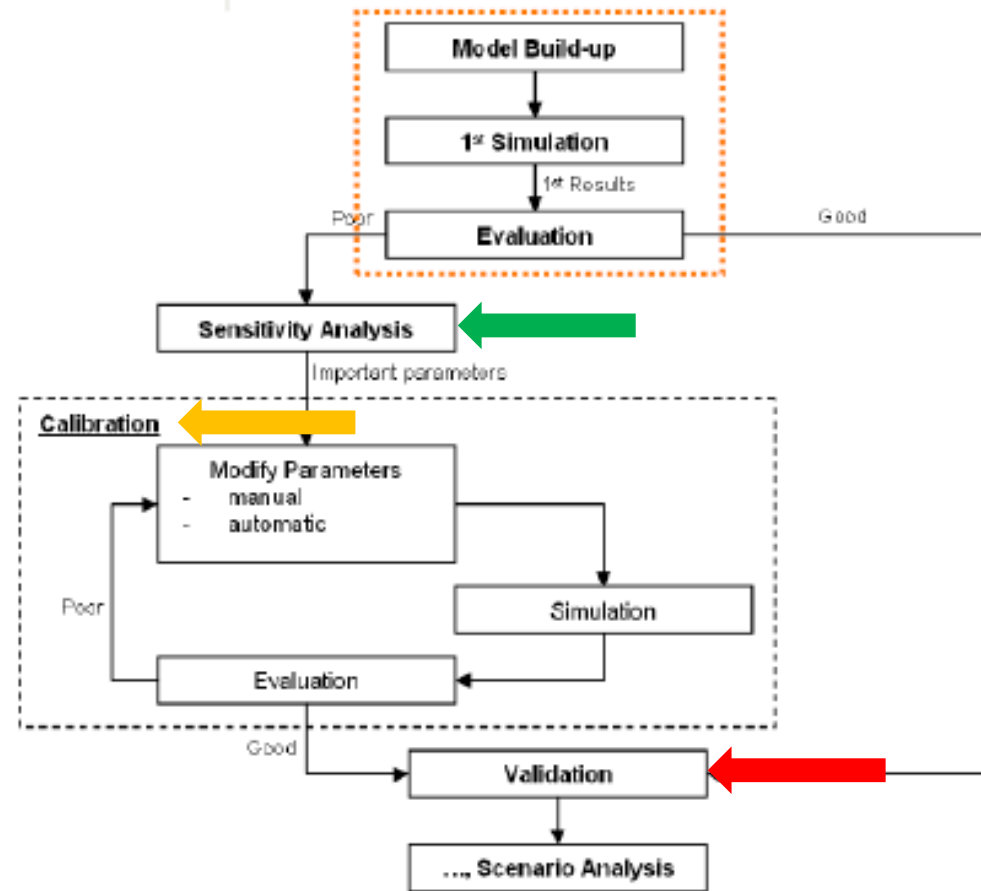 Model Build-up
1st Simulation
1st Results
Poor
Good
Evaluation
Sensitivity Analysis
Important parameters
Calibration
Modify Parameters
- manual
- automatic
Poor
Simulation
Evaluation
Good
Validation
..., Scenario Analysis